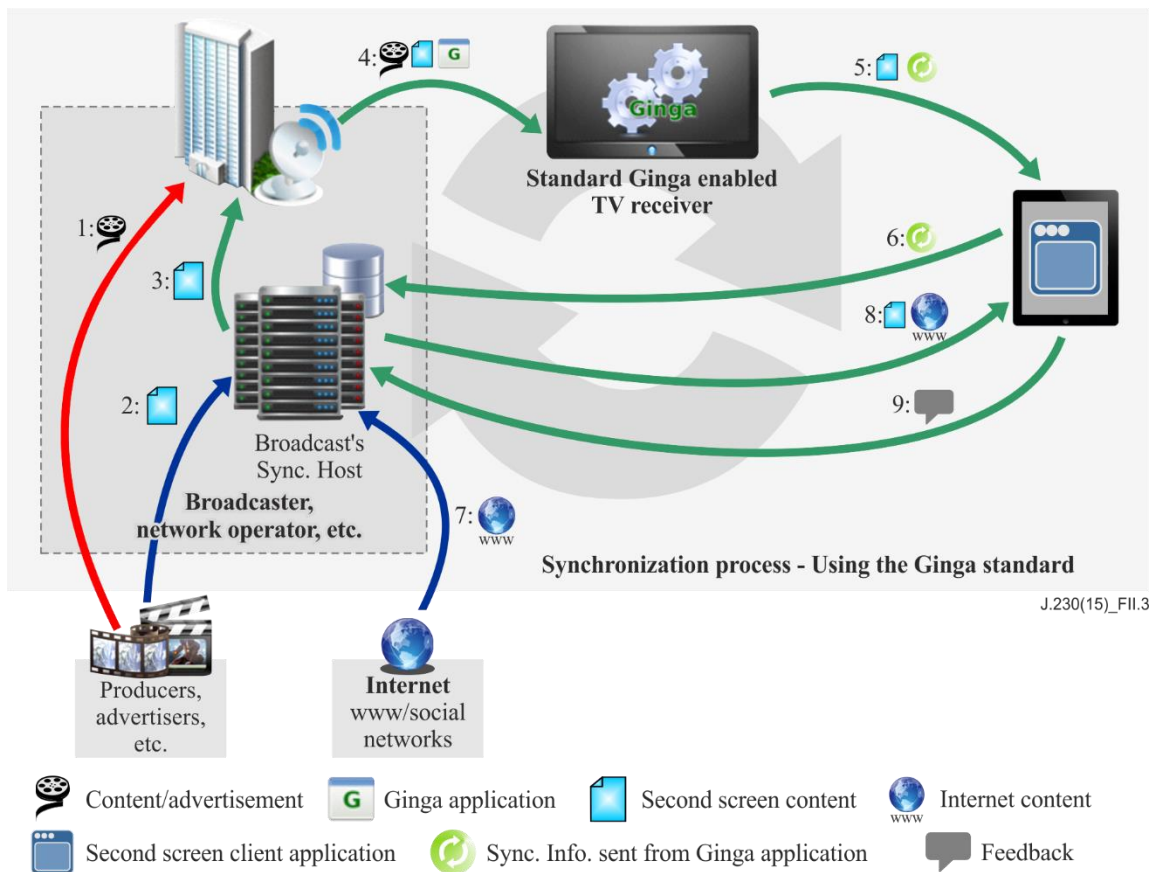 4: G
Ginga
5:
Standard Ginga enabled
TV receiver
1:
6:
3:
8:
www
2:
9:
Broadcast's
Sync. Host
Broadcaster,
network operator, etc.
7:
www
Synchronization process - Using the Ginga standard
J.230(15)_FII.3
Producers,
advertisers,
etc.
Internet
www/social
networks
Content/advertisement
G Ginga application
Second screen content
www Internet content
Second screen client application
Sync. Info. sent from Ginga application
Feedback